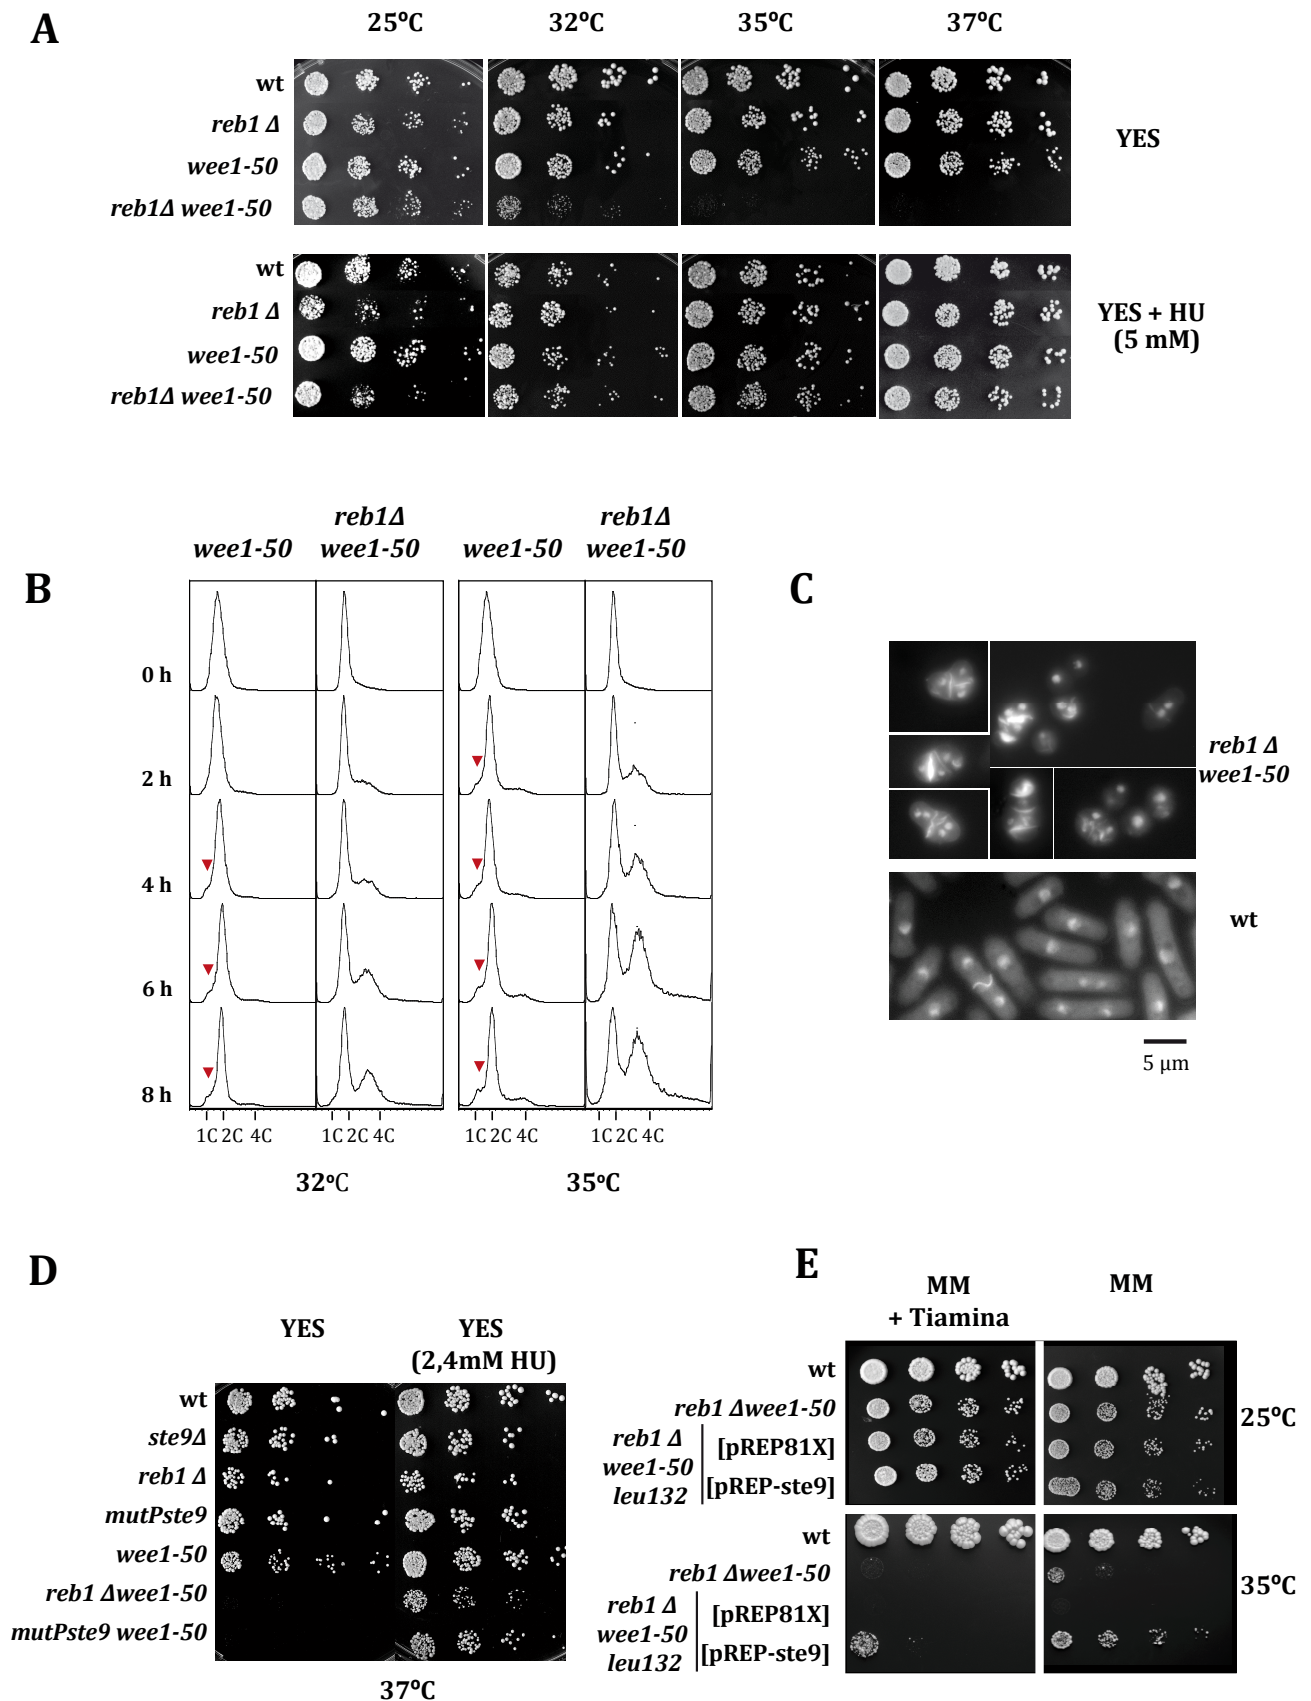 A
25ºC 32ºC 35ºC 37ºC
wt
reb1 Δ
wee1-50
reb1Δ wee1-50
YES
wt
reb1 Δ
wee1-50
reb1Δ wee1-50
YES + HU
(5 mM)
B
wee1-50
reb1Δ
wee1-50
wee1-50
reb1Δ
wee1-50
0 h
2 h
4 h
6 h
8 h
1C 2C 4C
1C 2C 4C
1C 2C 4C
1C 2C 4C
32ºC
35ºC
C
reb1 Δ
wee1-50
wt
5 μm
D
YES
YES
(2,4mM HU)
wt
ste9Δ
reb1 Δ
mutPste9
wee1-50
reb1 Δwee1-50
mutPste9 wee1-50
37ºC
E
MM
+ Tiamina
MM
wt
reb1 Δwee1-50
reb1 Δ
wee1-50
leu132
[pREP81X]
[pREP-ste9]
25ºC
wt
reb1 Δwee1-50
reb1 Δ
wee1-50
leu132
[pREP81X]
[pREP-ste9]
35ºC